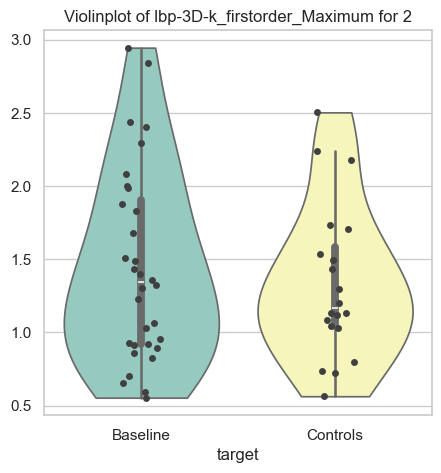 Violinplot of lbp-3D-k_firstorder_Maximum for 2
3.0
2.5
2.0
1.5
1.0
0.5
Baseline Controls
target